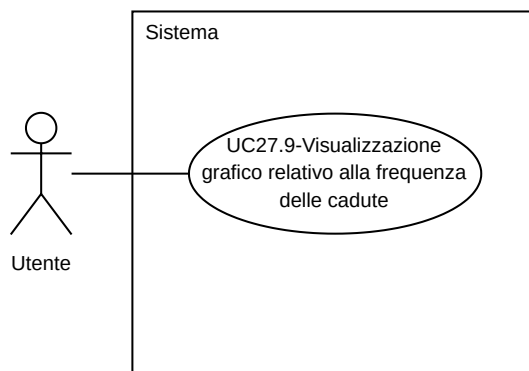 Sistema
UC27.9-Visualizzazione
grafico relativo alla frequenza
delle cadute
Utente